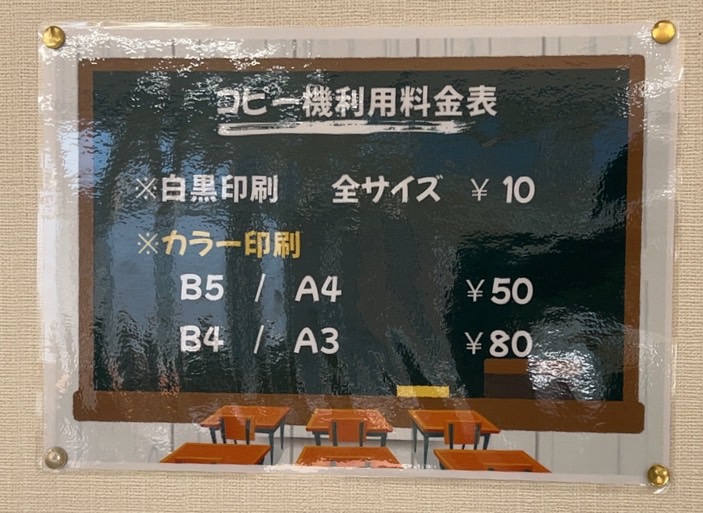 コピー機利用料金表
※白黒印刷 全サイズ ￥10
※カラー印刷
B5 / A4 ￥50
B4 / A3 ￥80